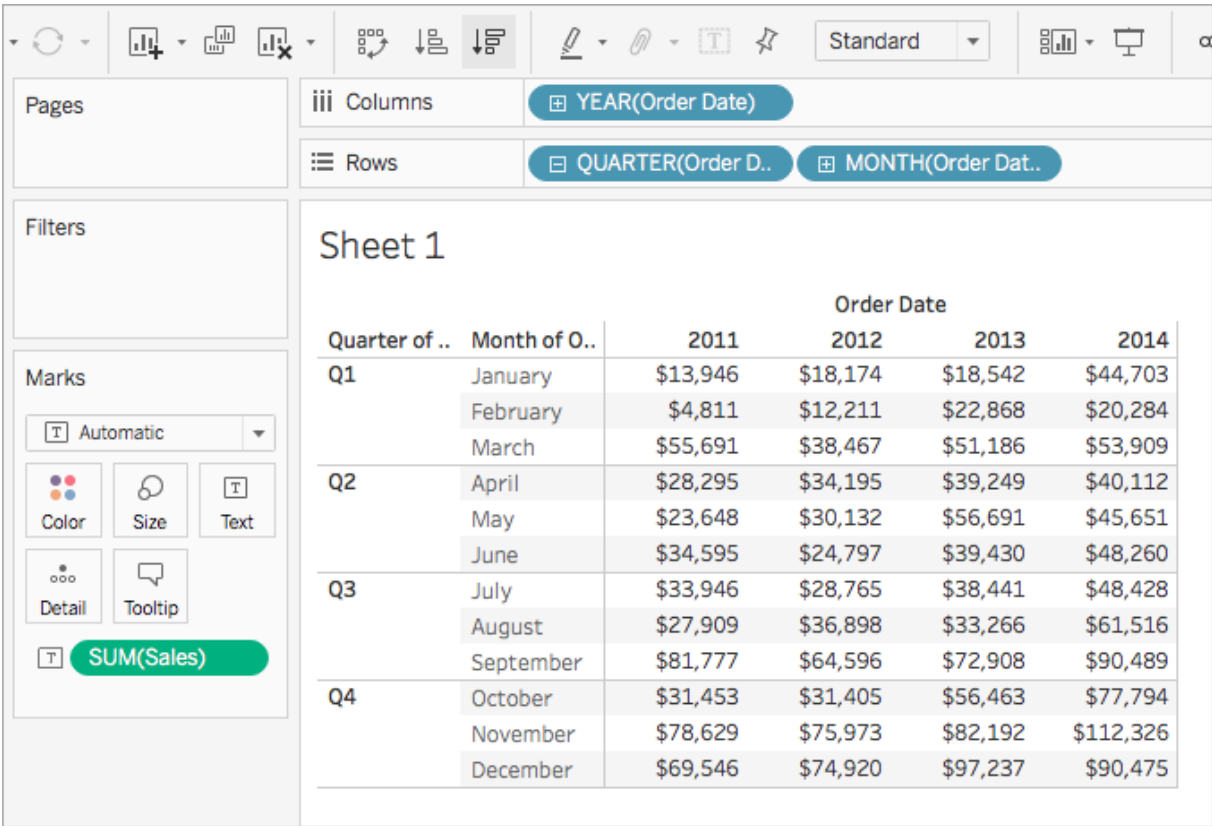 Standard
Pages
Columns
YEAR(Order Date)
Rows
QUARTER(Order D..
MONTH(Order Dat..
Filters
Sheet 1
Order Date
Quarter of .. Month of O.. 2011 2012 2013 2014
Q1 January $13,946 $18,174 $18,542 $44,703
February $4,811 $12,211 $22,868 $20,284
March $55,691 $38,467 $51,186 $53,909
Q2 April $28,295 $34,195 $39,249 $40,112
May $23,648 $30,132 $56,691 $45,651
June $34,595 $24,797 $39,430 $48,260
Q3 July $33,946 $28,765 $38,441 $48,428
August $27,909 $36,898 $33,266 $61,516
September $81,777 $64,596 $72,908 $90,489
Q4 October $31,453 $31,405 $56,463 $77,794
November $78,629 $75,973 $82,192 $112,326
December $69,546 $74,920 $97,237 $90,475
Marks
T Automatic
Color Size Text
Detail Tooltip
T SUM(Sales)